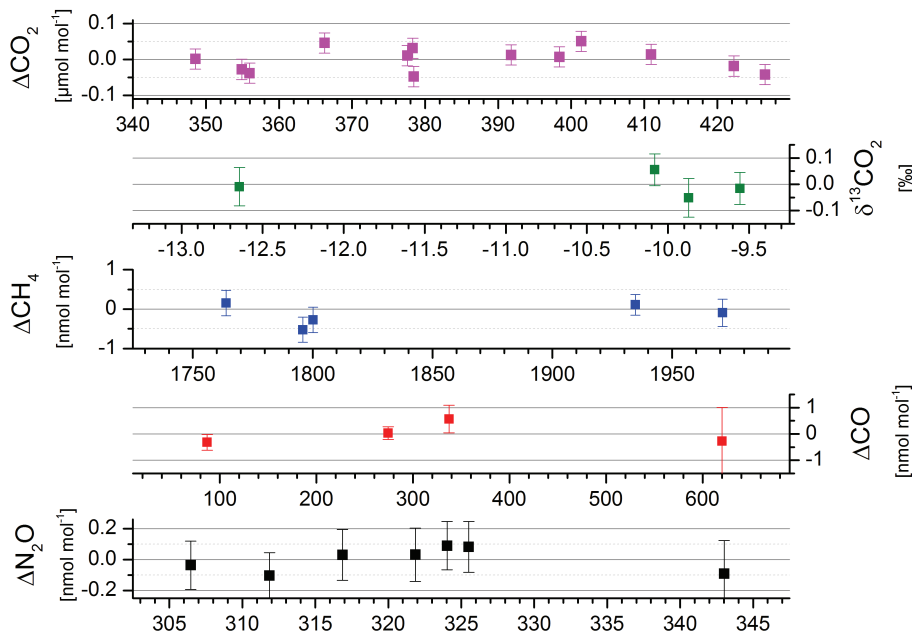 ΔCO₂
[µmol mol⁻¹]
0.1
0.0
-0.1
340 350 360 370 380 390 400 410 420
0.1
0.0
-0.1
δ¹³CO₂
[‰]
-13.0 -12.5 -12.0 -11.5 -11.0 -10.5 -10.0 -9.5
ΔCH₄
[nmol mol⁻¹]
1
0
-1
1750 1800 1850 1900 1950
1
0
-1
ΔCO
[nmol mol⁻¹]
100 200 300 400 500 600
ΔN₂O
[nmol mol⁻¹]
0.2
0.0
-0.2
305 310 315 320 325 330 335 340 345